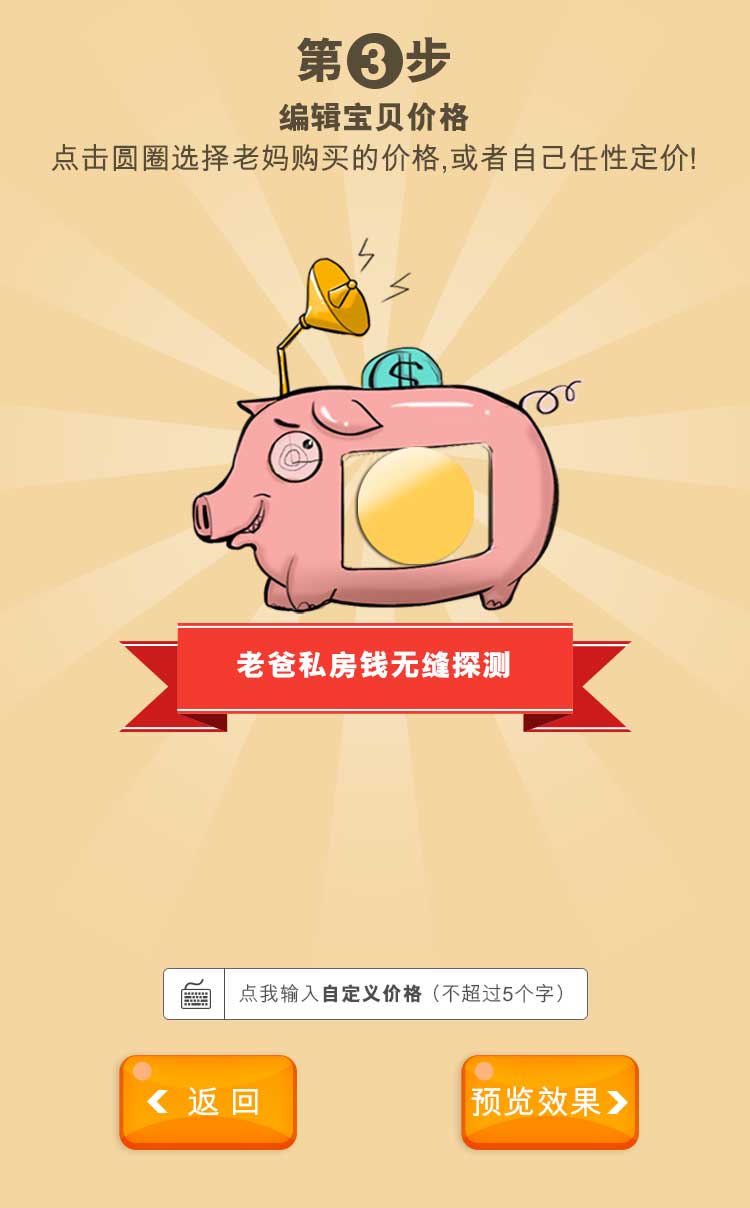 第3步
编辑宝贝价格
点击圆圈选择老妈购买的价格,或者自己任性定价!
$
老爸私房钱无缝探测
点我输入自定义价格（不超过5个字）
返回
预览效果